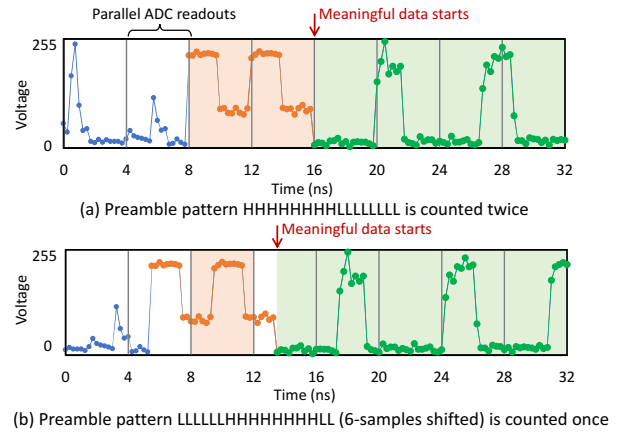 Parallel ADC readouts
Meaningful data starts
255
Voltage
0
0 4 8 12 16 20 24 28 32
Time (ns)
(a) Preamble pattern HHHHHHHHLLLLLLLL is counted twice
Meaningful data starts
255
Voltage
0
0 4 8 12 16 20 24 28 32
Time (ns)
(b) Preamble pattern LLLLLLHHHHHHHHLL (6-samples shifted) is counted once